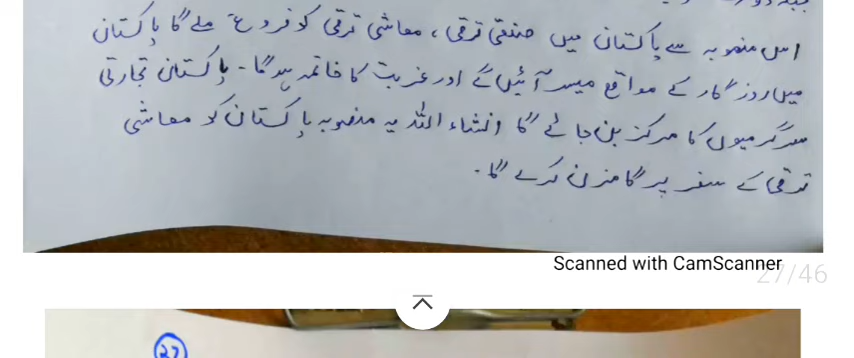 اس منصوبہ سے پاکستان میں صنعتی ترقی، معاشی ترقی کو فروغ ملے گا پاکستان
میں روزگار کے مواقع میسر آئیں گے اور غربت کا خاتمہ ہوگا۔ پاکستان تجارتی
سرگرمیوں کا مرکز بن جائے گا انشاء اللہ یہ منصوبہ پاکستان کو معاشی
ترقی کے سفر پر گامزن کرے گا۔
Scanned with CamScanner
27/46
27